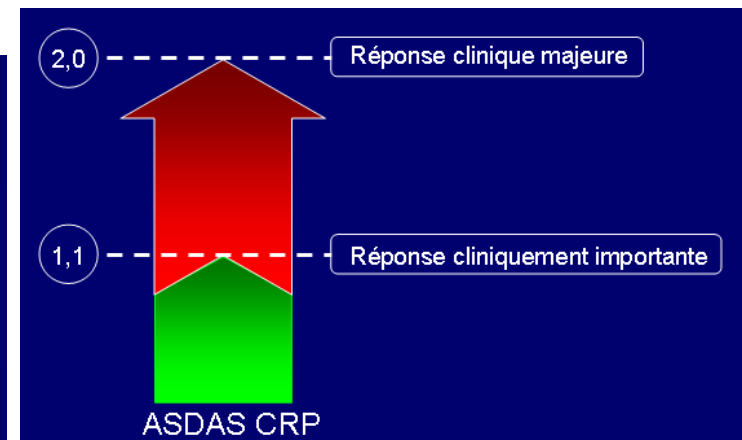 2,0 Réponse clinique majeure
1,1 Réponse cliniquement importante
ASDAS CRP